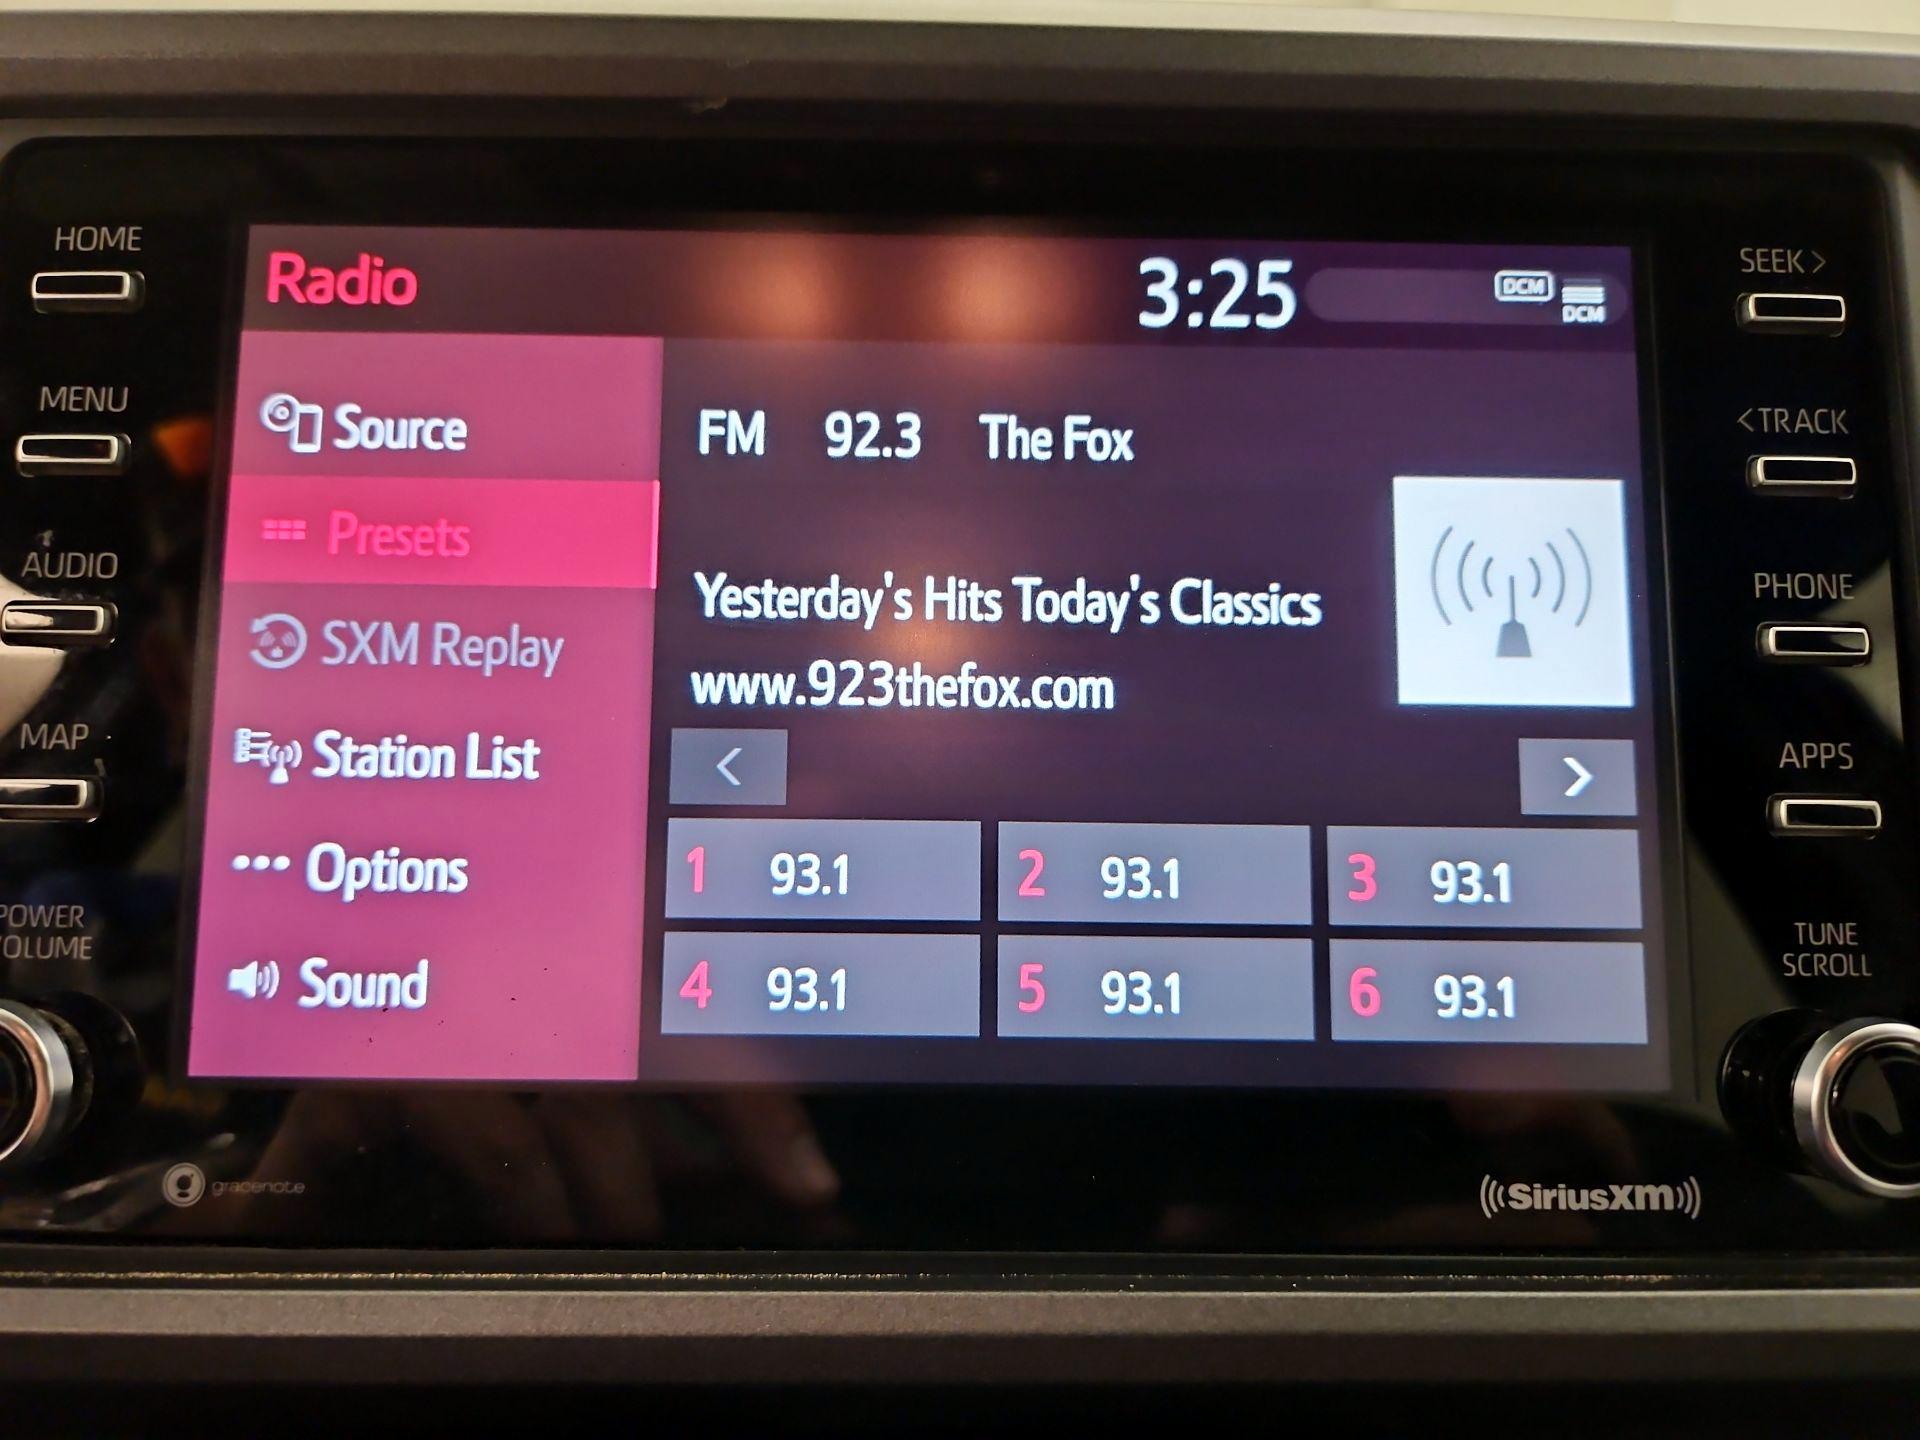 HOME
MENU
AUDIO
MAP
POWER
VOLUME
Radio
3:25
DCM
DCM
Source
Presets
SXM Replay
Station List
Options
Sound
FM 92.3 The Fox
Yesterday's Hits Today's Classics
www.923thefox.com
<
>
1 93.1
2 93.1
3 93.1
4 93.1
5 93.1
6 93.1
SEEK >
< TRACK
PHONE
APPS
TUNE
SCROLL
gracenote
((SiriusXM))